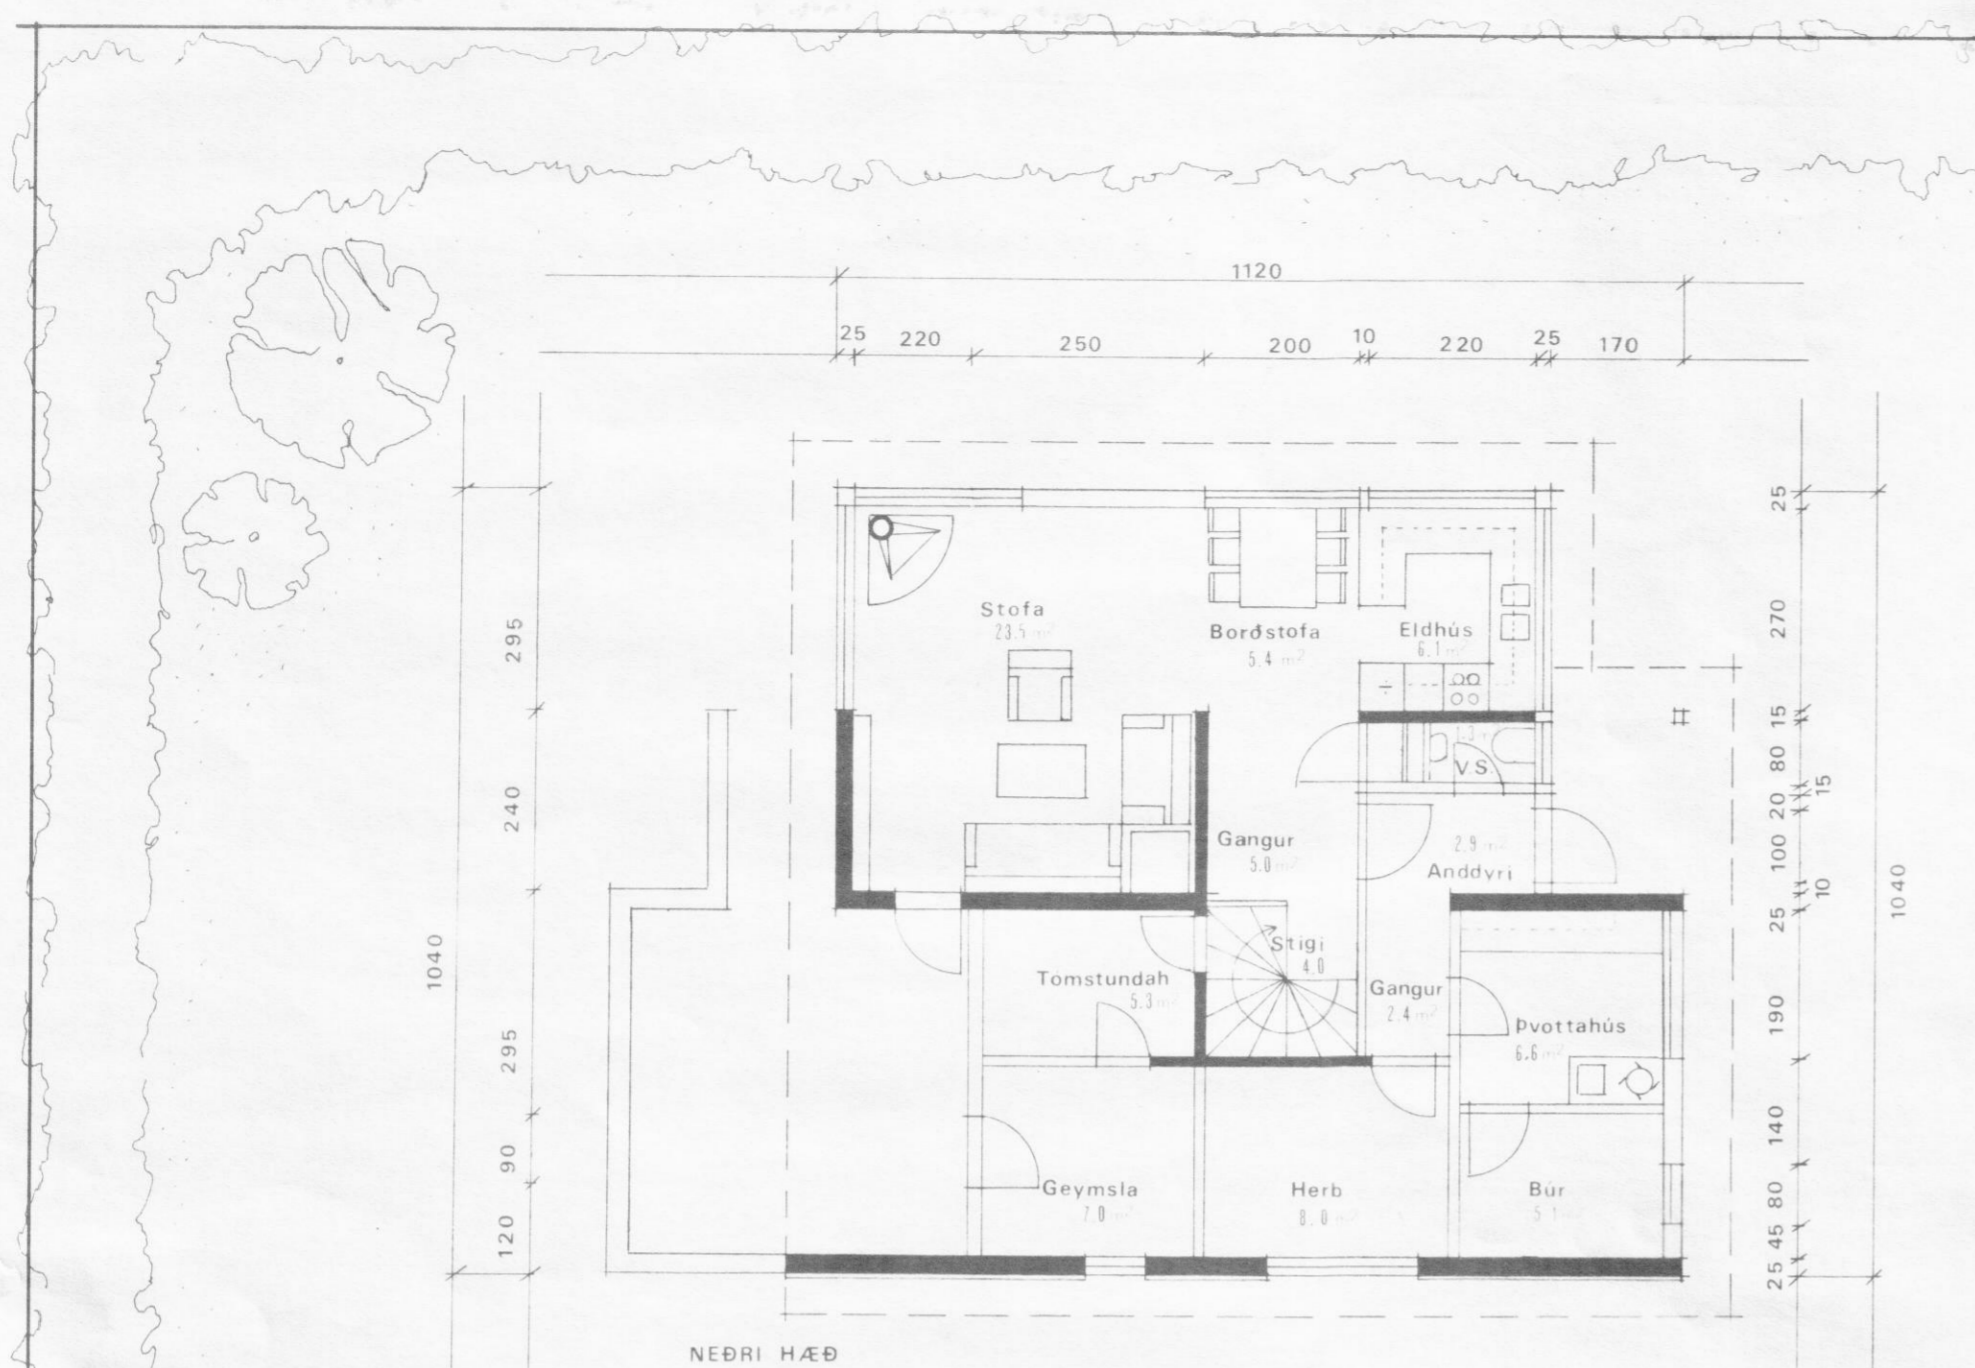 1120
25 220 250 200 10 220 25 170
Stofa
23.5 m²
Borðstofa
5.4 m²
Eldhús
6.1 m²
V.S.
Gangur
5.0 m²
2.9 m²
Anddyri
Stigi
4.0
Tómstundah
5.3 m²
Gangur
2.4 m²
Þvottahús
6.6 m²
Geymsla
7.0 m²
Herb
8.0 m²
Búr
5.1 m²
295
240
295
90
120
1040
25
270
15
80
15
20
100
10
25
190
140
80
45
25
1040
NEÐRI HÆÐ